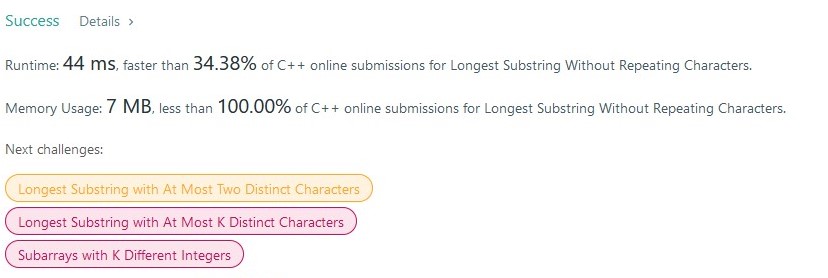 Success Details >
Runtime: 44 ms, faster than 34.38% of C++ online submissions for Longest Substring Without Repeating Characters.
Memory Usage: 7 MB, less than 100.00% of C++ online submissions for Longest Substring Without Repeating Characters.
Next challenges:
Longest Substring with At Most Two Distinct Characters
Longest Substring with At Most K Distinct Characters
Subarrays with K Different Integers